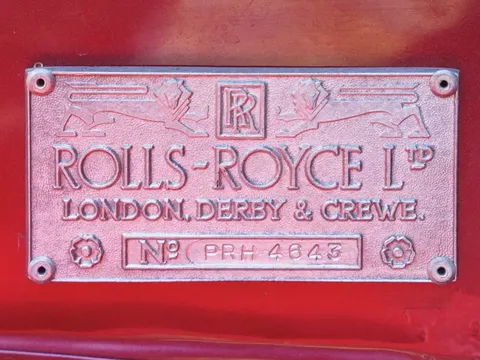 RR
ROLLS-ROYCE LTD
LONDON, DERBY & CREWE.
Nº PRH 4643